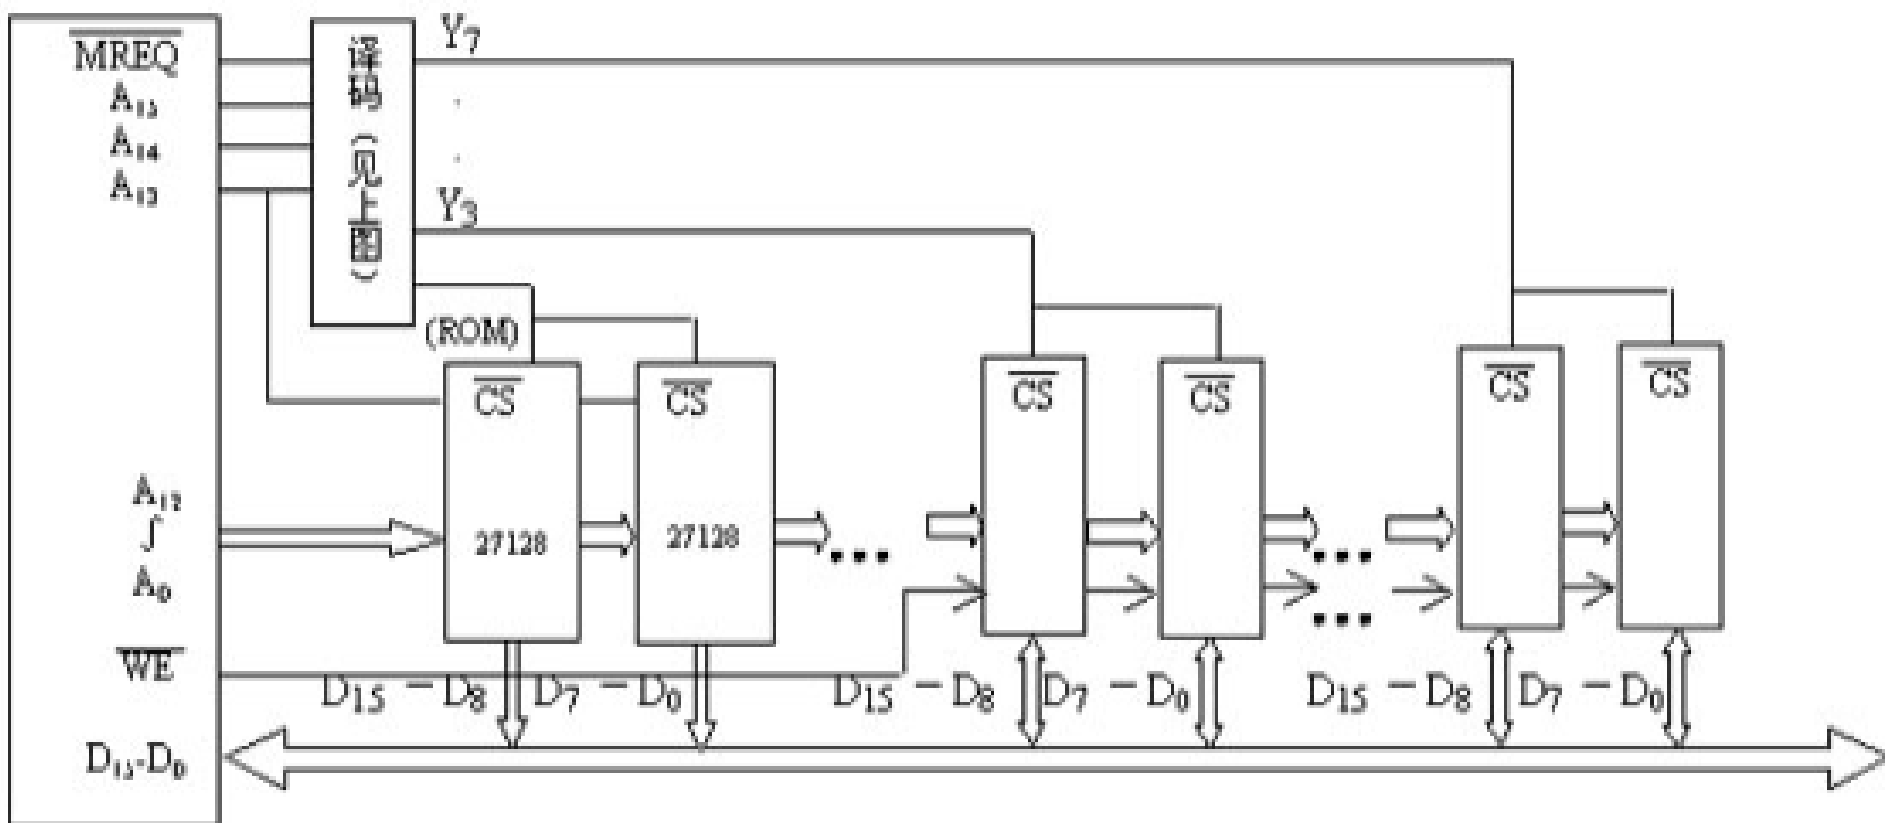 MREQ
A15
A14
A13
译码（见上图）
Y7
Y3
(ROM)
CS
CS
CS
CS
CS
CS
A12
∫
A0
27128
27128
...
...
...
WE
D15 – D8
D7 – D0
D15 – D8
D7 – D0
D15 – D8
D7 – D0
D15-D0